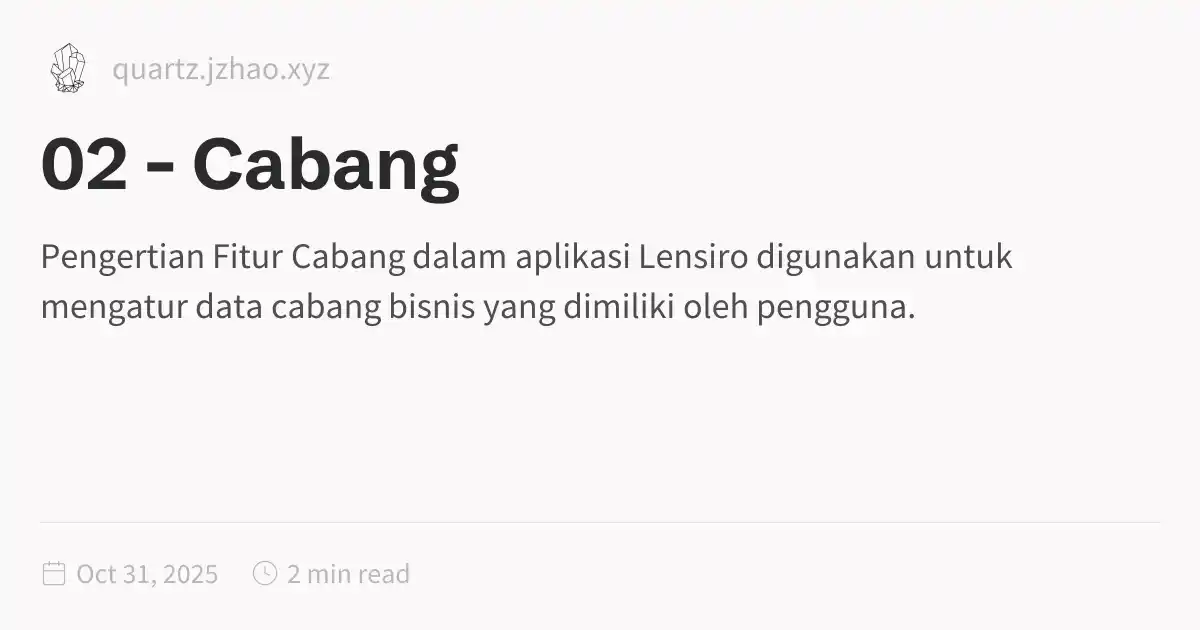 quartz.jzhao.xyz
02 - Cabang
Pengertian Fitur Cabang dalam aplikasi Lensiro digunakan untuk
mengatur data cabang bisnis yang dimiliki oleh pengguna.
Oct 31, 2025 2 min read